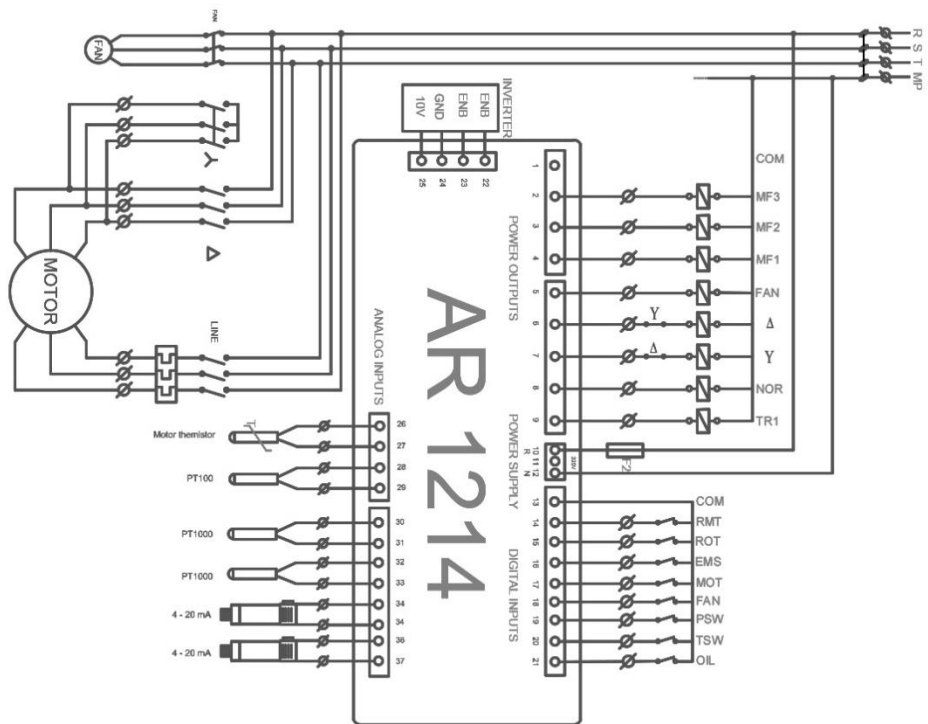 FAN
R
S
T
MP
FAN
INVERTER
10V
GND
ENB
ENB
25
24
23
22
Y
Δ
MOTOR
LINE
AR 1214
POWER OUTPUTS
1
2
3
4
5
6
7
8
9
COM
MF3
MF2
MF1
FAN
Y
Δ
Δ
Y
NOR
TR1
POWER SUPPLY
10
R
11
12
N
220V
F2
DIGITAL INPUTS
13
14
15
16
17
18
19
20
21
COM
RMT
ROT
EMS
MOT
FAN
PSW
TSW
OIL
ANALOG INPUTS
Motor themistor
T
26
27
PT100
28
29
PT1000
30
31
PT1000
32
33
4 - 20 mA
34
34
4 - 20 mA
36
37